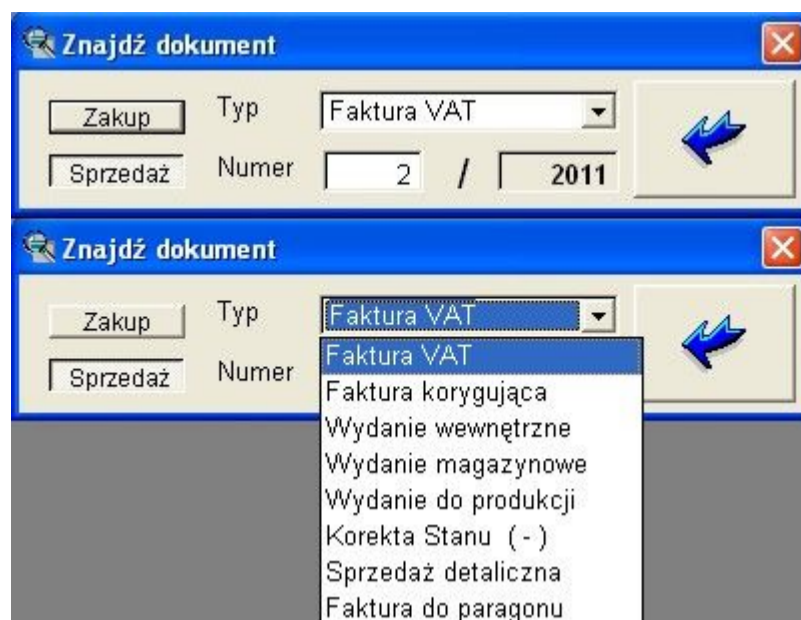 Znajdź dokument
Zakup Typ Faktura VAT
Sprzedaż Numer 2 / 2011
Znajdź dokument
Zakup Typ Faktura VAT
Sprzedaż Numer
Faktura VAT
Faktura korygująca
Wydanie wewnętrzne
Wydanie magazynowe
Wydanie do produkcji
Korekta Stanu ( - )
Sprzedaż detaliczna
Faktura do paragonu